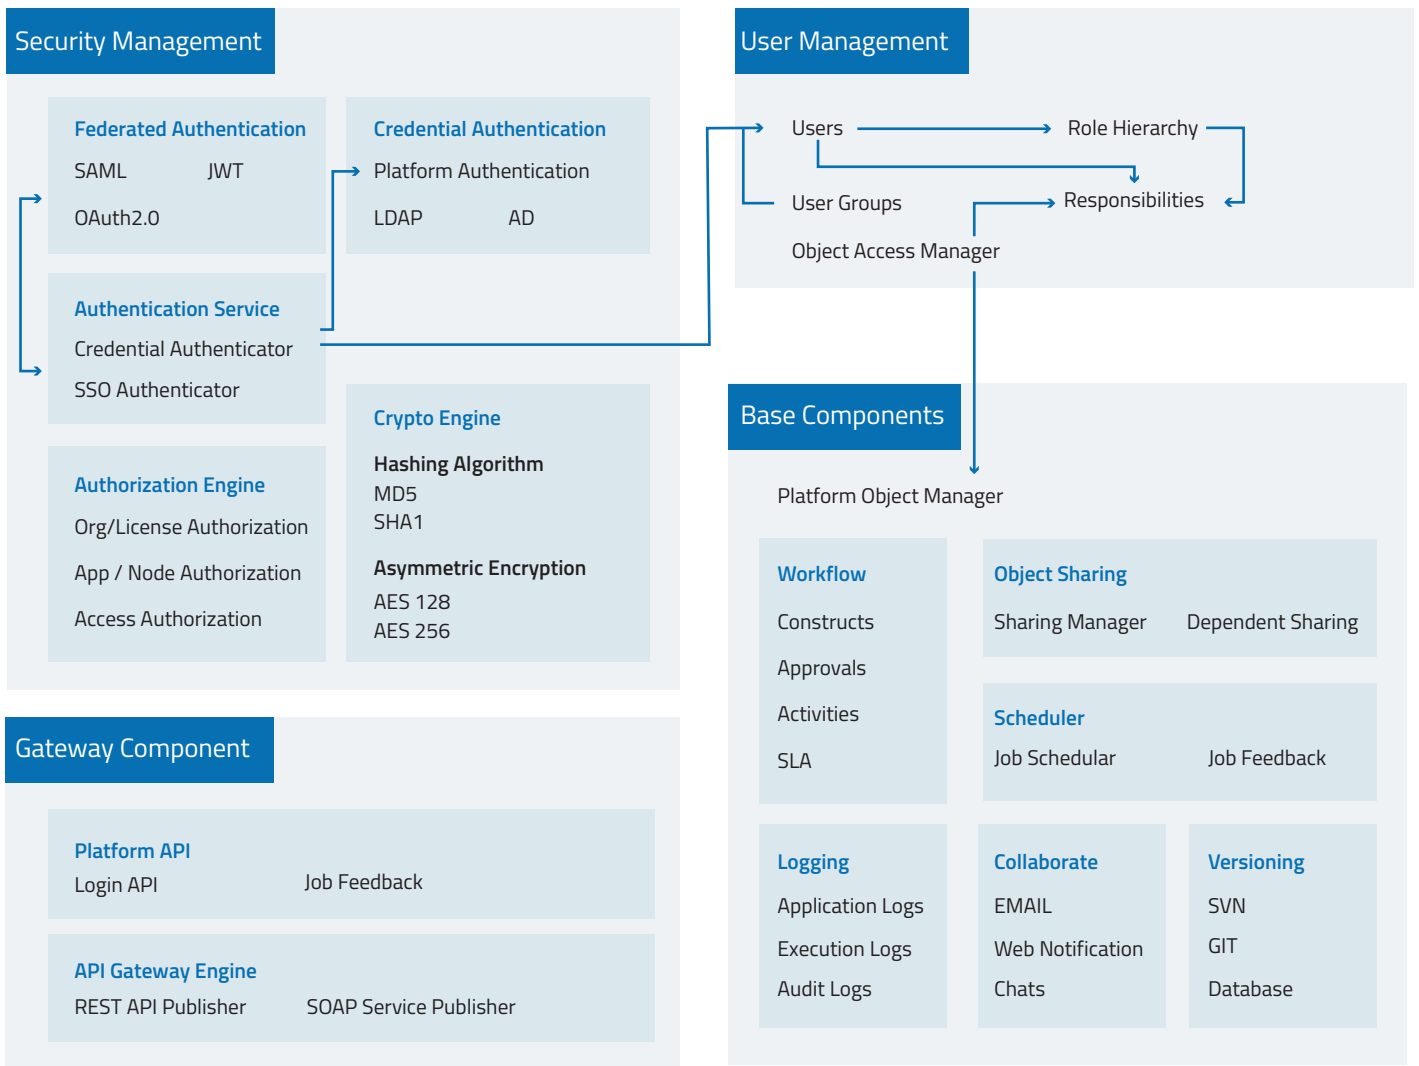 Security Management
Federated Authentication
SAML JWT
OAuth2.0
Credential Authentication
Platform Authentication
LDAP AD
Authentication Service
Credential Authenticator
SSO Authenticator
Authorization Engine
Org/License Authorization
App / Node Authorization
Access Authorization
Crypto Engine
Hashing Algorithm
MD5
SHA1
Asymmetric Encryption
AES 128
AES 256
User Management
Users Role Hierarchy
User Groups Responsibilities
Object Access Manager
Gateway Component
Platform API
Login API Job Feedback
API Gateway Engine
REST API Publisher SOAP Service Publisher
Base Components
Platform Object Manager
Workflow
Constructs
Approvals
Activities
SLA
Object Sharing
Sharing Manager Dependent Sharing
Scheduler
Job Schedular Job Feedback
Logging
Application Logs
Execution Logs
Audit Logs
Collaborate
EMAIL
Web Notification
Chats
Versioning
SVN
GIT
Database